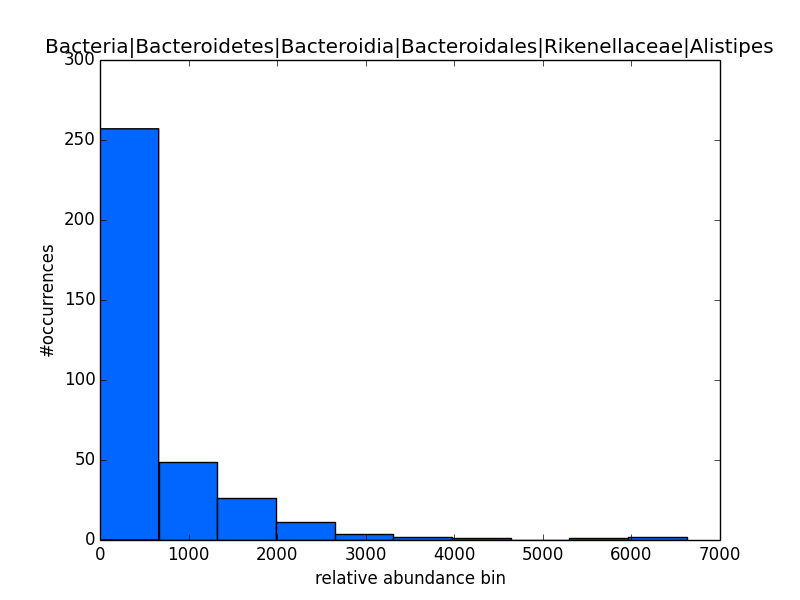 Bacteria|Bacteroidetes|Bacteroidia|Bacteroidales|Rikenellaceae|Alistipes
300
250
200
150
100
50
0
#occurrences
0 1000 2000 3000 4000 5000 6000 7000
relative abundance bin